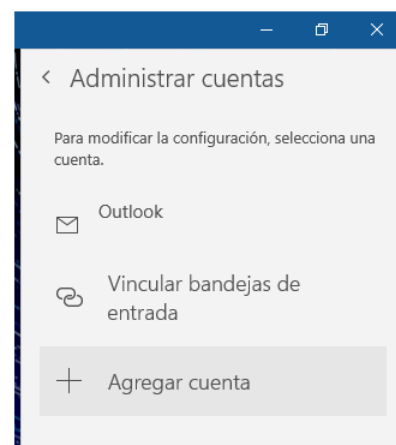 Administrar cuentas
Para modificar la configuración, selecciona una
cuenta.
Outlook
Vincular bandejas de
entrada
Agregar cuenta